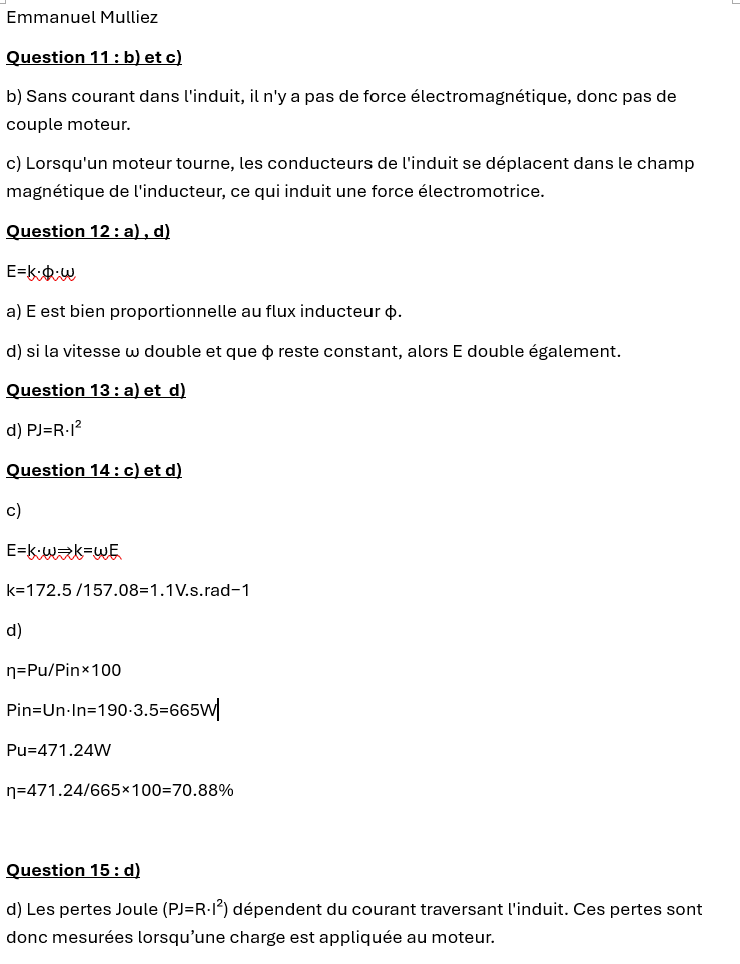 Emmanuel Mulliez
Question 11 : b) et c)
b) Sans courant dans l'induit, il n'y a pas de force électromagnétique, donc pas de
couple moteur.
c) Lorsqu'un moteur tourne, les conducteurs de l'induit se déplacent dans le champ
magnétique de l'inducteur, ce qui induit une force électromotrice.
Question 12 : a) , d)
E=k⋅ϕ⋅ω
a) E est bien proportionnelle au flux inducteur ϕ.
d) si la vitesse ω double et que ϕ reste constant, alors E double également.
Question 13 : a) et  d)
d) PJ=R⋅I²
Question 14 : c) et d)
c)
E=k⋅ω⇒k=ωE
k=172.5 /157.08=1.1V.s.rad−1
d)
η=Pu/Pin×100
Pin=Un⋅In=190⋅3.5=665W
Pu=471.24W
η=471.24/665×100=70.88%
Question 15 : d)
d) Les pertes Joule (PJ=R⋅I²) dépendent du courant traversant l'induit. Ces pertes sont
donc mesurées lorsqu’une charge est appliquée au moteur.